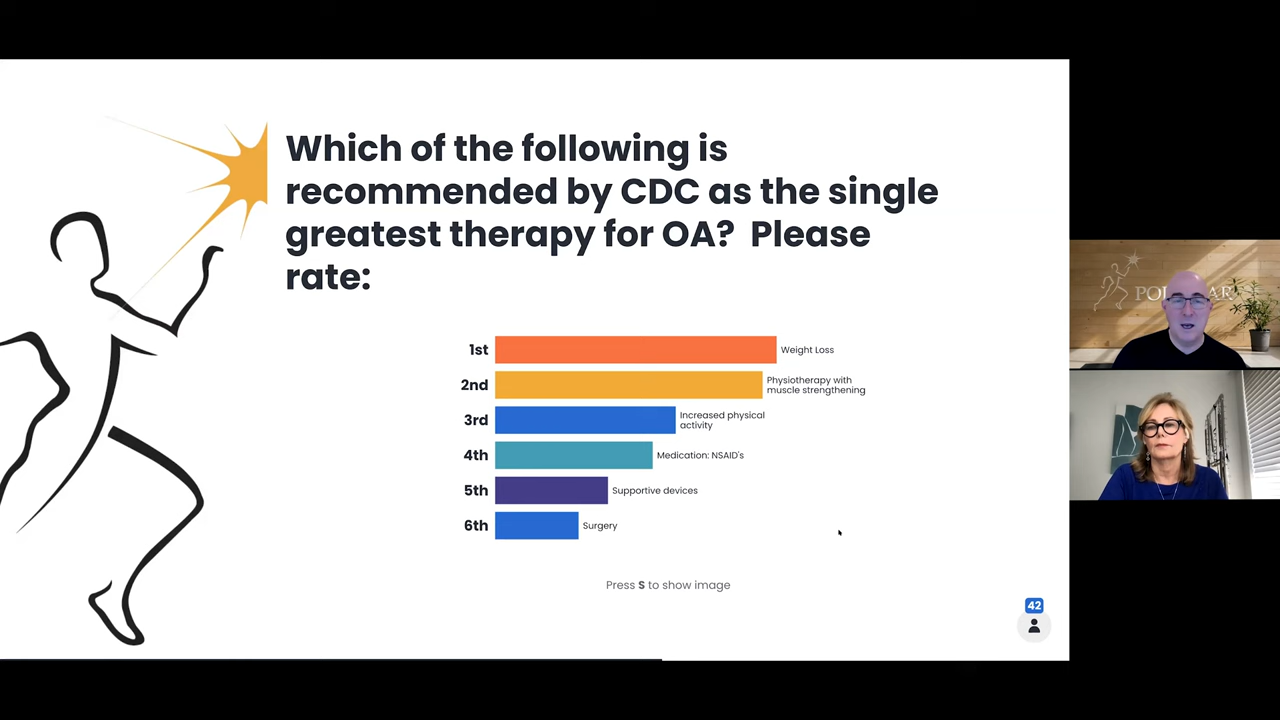 Which of the following is
recommended by CDC as the single
greatest therapy for OA?  Please
rate:
1st
Weight Loss
2nd
Physiotherapy with
muscle strengthening
3rd
Increased physical
activity
4th
Medication: NSAID's
5th
Supportive devices
6th
Surgery
Press S to show image
42